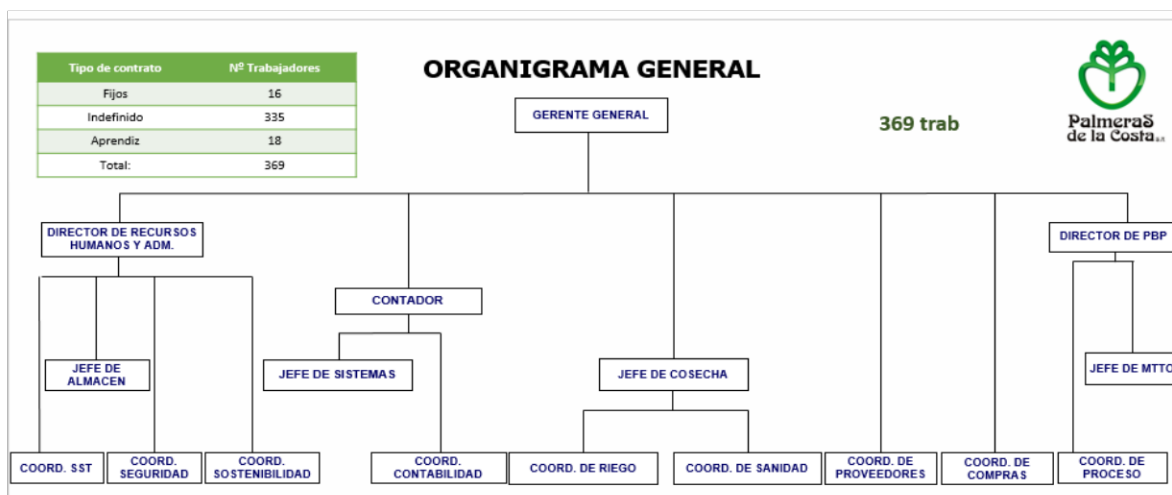 ORGANIGRAMA GENERAL
Tipo de contrato Nº Trabajadores
Fijos 16
Indefinido 335
Aprendiz 18
Total: 369
GERENTE GENERAL
369 trab
PalmeraS
de la Costa s.a.
DIRECTOR DE RECURSOS
HUMANOS Y ADM.
DIRECTOR DE PBP
CONTADOR
JEFE DE
ALMACEN
JEFE DE SISTEMAS
JEFE DE COSECHA
JEFE DE MTTO
COORD. SST
COORD.
SEGURIDAD
COORD.
SOSTENIBILIDAD
COORD.
CONTABILIDAD
COORD. DE RIEGO
COORD. DE SANIDAD
COORD. DE
PROVEEDORES
COORD. DE
COMPRAS
COORD. DE
PROCESO